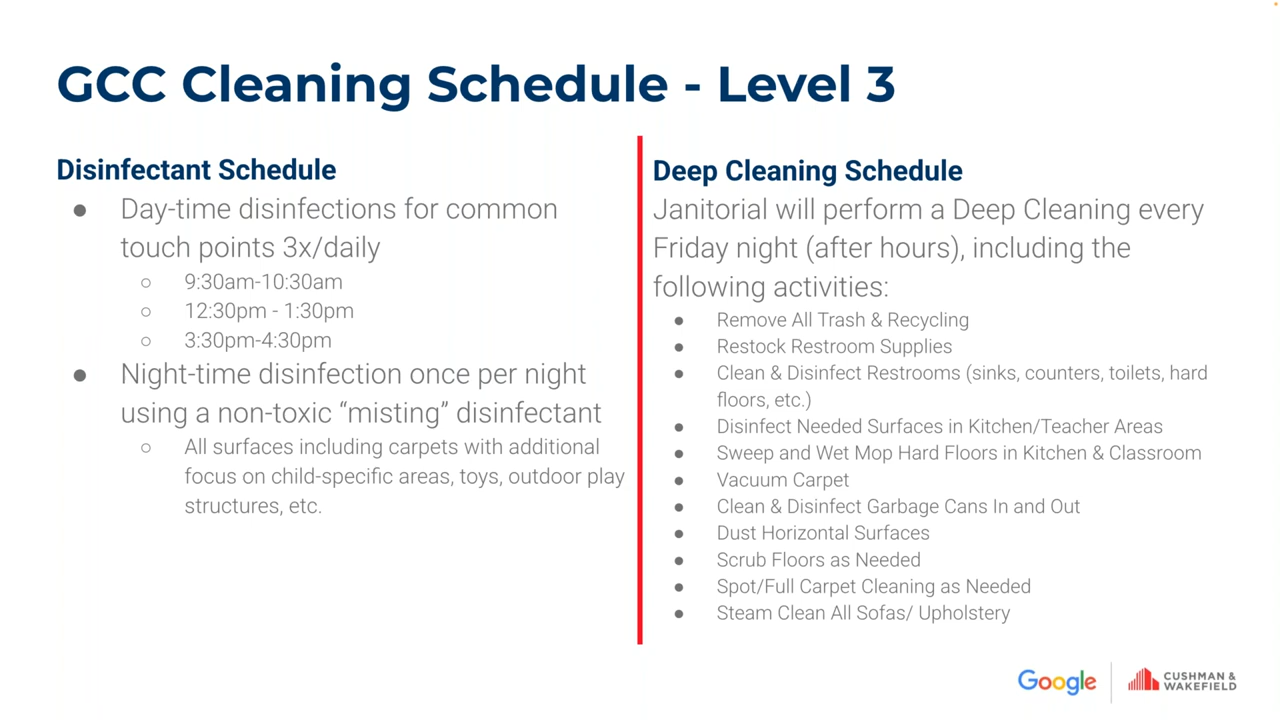 GCC Cleaning Schedule - Level 3
Disinfectant Schedule
● Day-time disinfections for common
touch points 3x/daily
○ 9:30am-10:30am
○ 12:30pm - 1:30pm
○ 3:30pm-4:30pm
● Night-time disinfection once per night
using a non-toxic “misting” disinfectant
○ All surfaces including carpets with additional
focus on child-specific areas, toys, outdoor play
structures, etc.
Deep Cleaning Schedule
Janitorial will perform a Deep Cleaning every
Friday night (after hours), including the
following activities:
● Remove All Trash & Recycling
● Restock Restroom Supplies
● Clean & Disinfect Restrooms (sinks, counters, toilets, hard
floors, etc.)
● Disinfect Needed Surfaces in Kitchen/Teacher Areas
● Sweep and Wet Mop Hard Floors in Kitchen & Classroom
● Vacuum Carpet
● Clean & Disinfect Garbage Cans In and Out
● Dust Horizontal Surfaces
● Scrub Floors as Needed
● Spot/Full Carpet Cleaning as Needed
● Steam Clean All Sofas/ Upholstery
Google
CUSHMAN &
WAKEFIELD